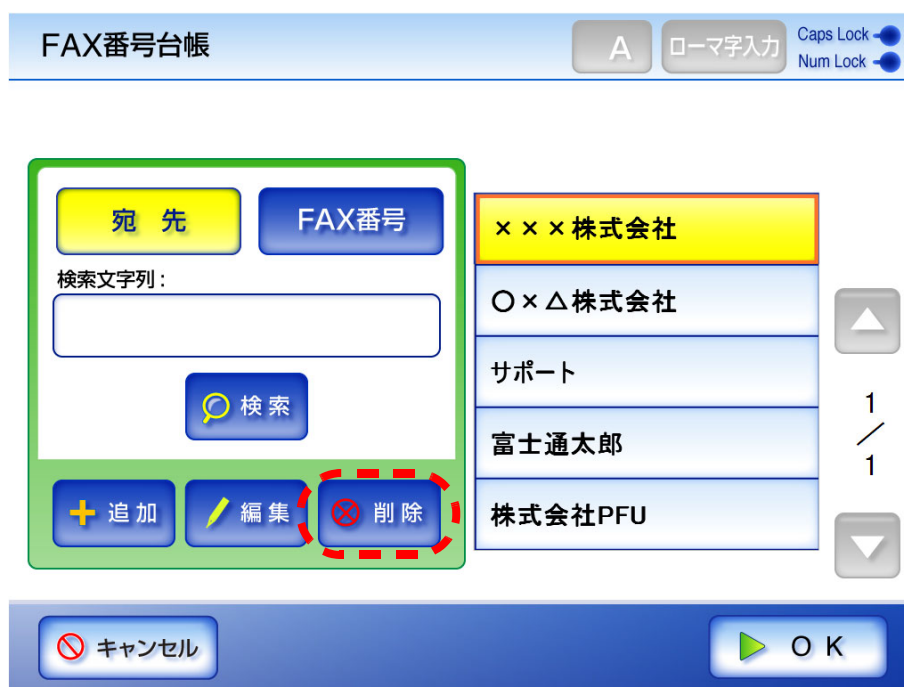 FAX番号台帳
A
ローマ字入力
Caps Lock
Num Lock
宛 先
FAX番号
検索文字列:
検索
追加
編集
削除
×××株式会社
○×△株式会社
サポート
富士通太郎
株式会社PFU
1
/
1
キャンセル
OK